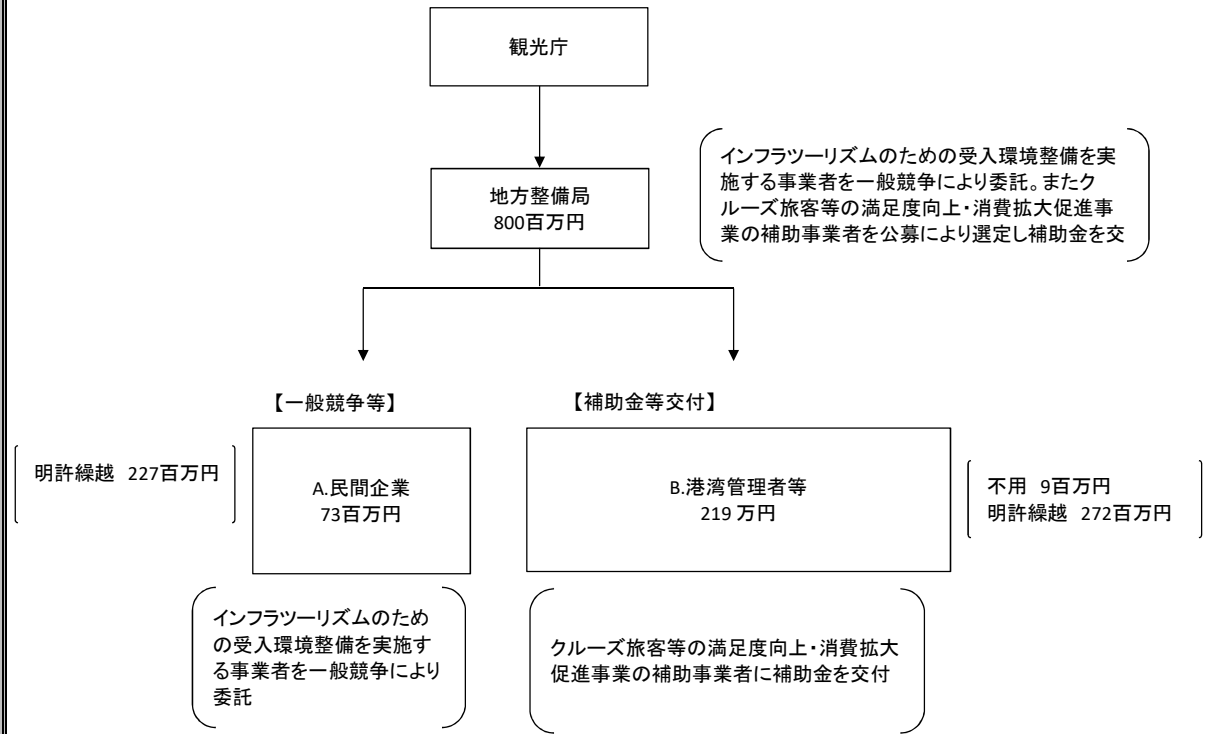 観光庁
地方整備局
800百万円
インフラツーリズムのための受入環境整備を実
施する事業者を一般競争により委託。またク
ルーズ旅客等の満足度向上・消費拡大促進事
業の補助事業者を公募により選定し補助金を交
【一般競争等】
【補助金等交付】
明許繰越 227百万円
A.民間企業
73百万円
B.港湾管理者等
219 万円
不用 9百万円
明許繰越 272百万円
インフラツーリズムのため
の受入環境整備を実施す
る事業者を一般競争により
委託
クルーズ旅客等の満足度向上・消費拡大
促進事業の補助事業者に補助金を交付